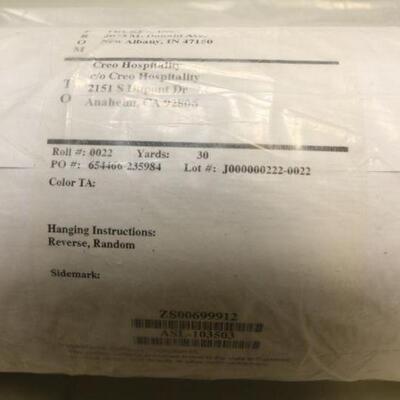 F
R
O New Albany, IN 47150
M
Creo Hospitality
c/o Creo Hospitality
T 2151 S Dupont Dr
O Anaheim, CA 92806
Roll #: 0022 Yards: 30
PO #: 654466-235984 Lot #: J000000222-0022
Color TA:
Hanging Instructions:
Reverse, Random
Sidemark:
ZS00699912
ASL-103503